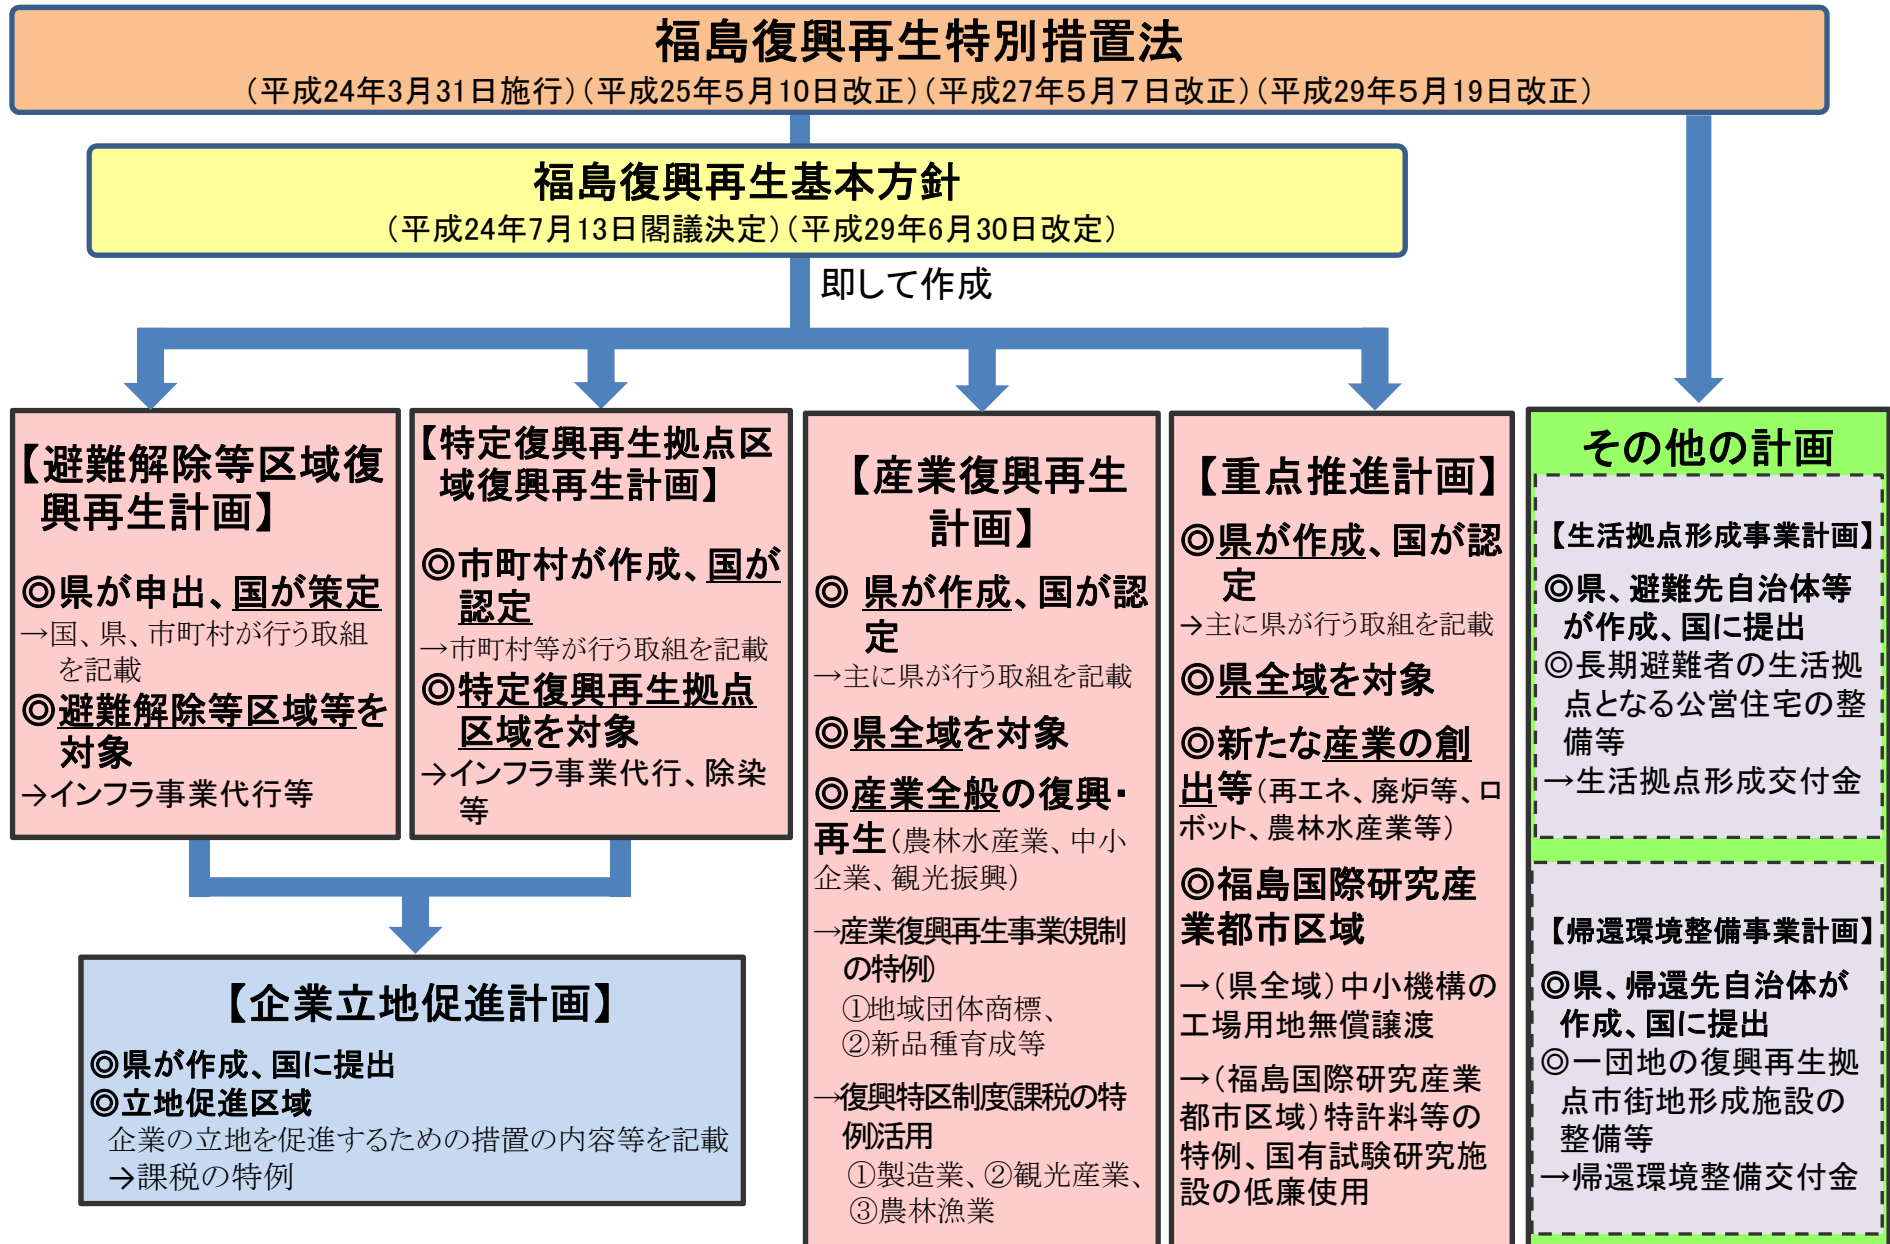 福島復興再生特別措置法
（平成24年3月31日施行）（平成25年５月10日改正）（平成27年５月７日改正）（平成29年５月19日改正）
福島復興再生基本方針
（平成24年7月13日閣議決定）（平成29年6月30日改定）
即して作成
【避難解除等区域復
興再生計画】
◎県が申出、国が策定
→国、県、市町村が行う取組
を記載
◎避難解除等区域等を
対象
→インフラ事業代行等
【特定復興再生拠点区
域復興再生計画】
◎市町村が作成、国が
認定
→市町村等が行う取組を記載
◎特定復興再生拠点
区域を対象
→インフラ事業代行、除染
等
【企業立地促進計画】
◎県が作成、国に提出
◎立地促進区域
企業の立地を促進するための措置の内容等を記載
→課税の特例
【産業復興再生
計画】
◎ 県が作成、国が認
定
→主に県が行う取組を記載
◎県全域を対象
◎産業全般の復興・
再生（農林水産業、中小
企業、観光振興）
→産業復興再生事業(規制
の特例)
①地域団体商標、
②新品種育成等
→復興特区制度(課税の特
例)活用
①製造業、②観光産業、
③農林漁業
【重点推進計画】
◎県が作成、国が認
定
→主に県が行う取組を記載
◎県全域を対象
◎新たな産業の創
出等（再エネ、廃炉等、ロ
ボット、農林水産業等）
◎福島国際研究産
業都市区域
→（県全域）中小機構の
工場用地無償譲渡
→（福島国際研究産業
都市区域）特許料等の
特例、国有試験研究施
設の低廉使用
その他の計画
【生活拠点形成事業計画】
◎県、避難先自治体等
が作成、国に提出
◎長期避難者の生活拠
点となる公営住宅の整
備等
→生活拠点形成交付金
【帰還環境整備事業計画】
◎県、帰還先自治体が
作成、国に提出
◎一団地の復興再生拠
点市街地形成施設の
整備等
→帰還環境整備交付金